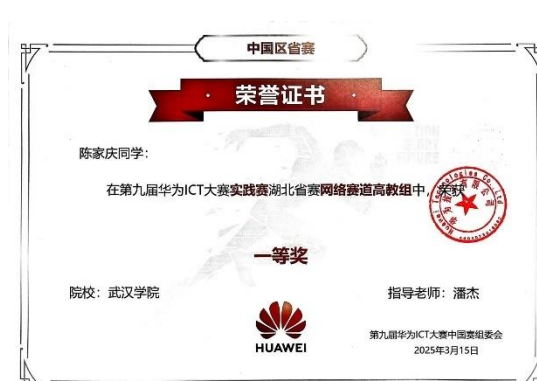 中国区省赛
· 荣誉证书 ·
陈家庆同学：
在第九届华为ICT大赛实践赛湖北省赛网络赛道高教组中，荣获
一等奖
院校：武汉学院
指导老师：潘杰
HUAWEI
第九届华为ICT大赛中国赛组委会
2025年3月15日